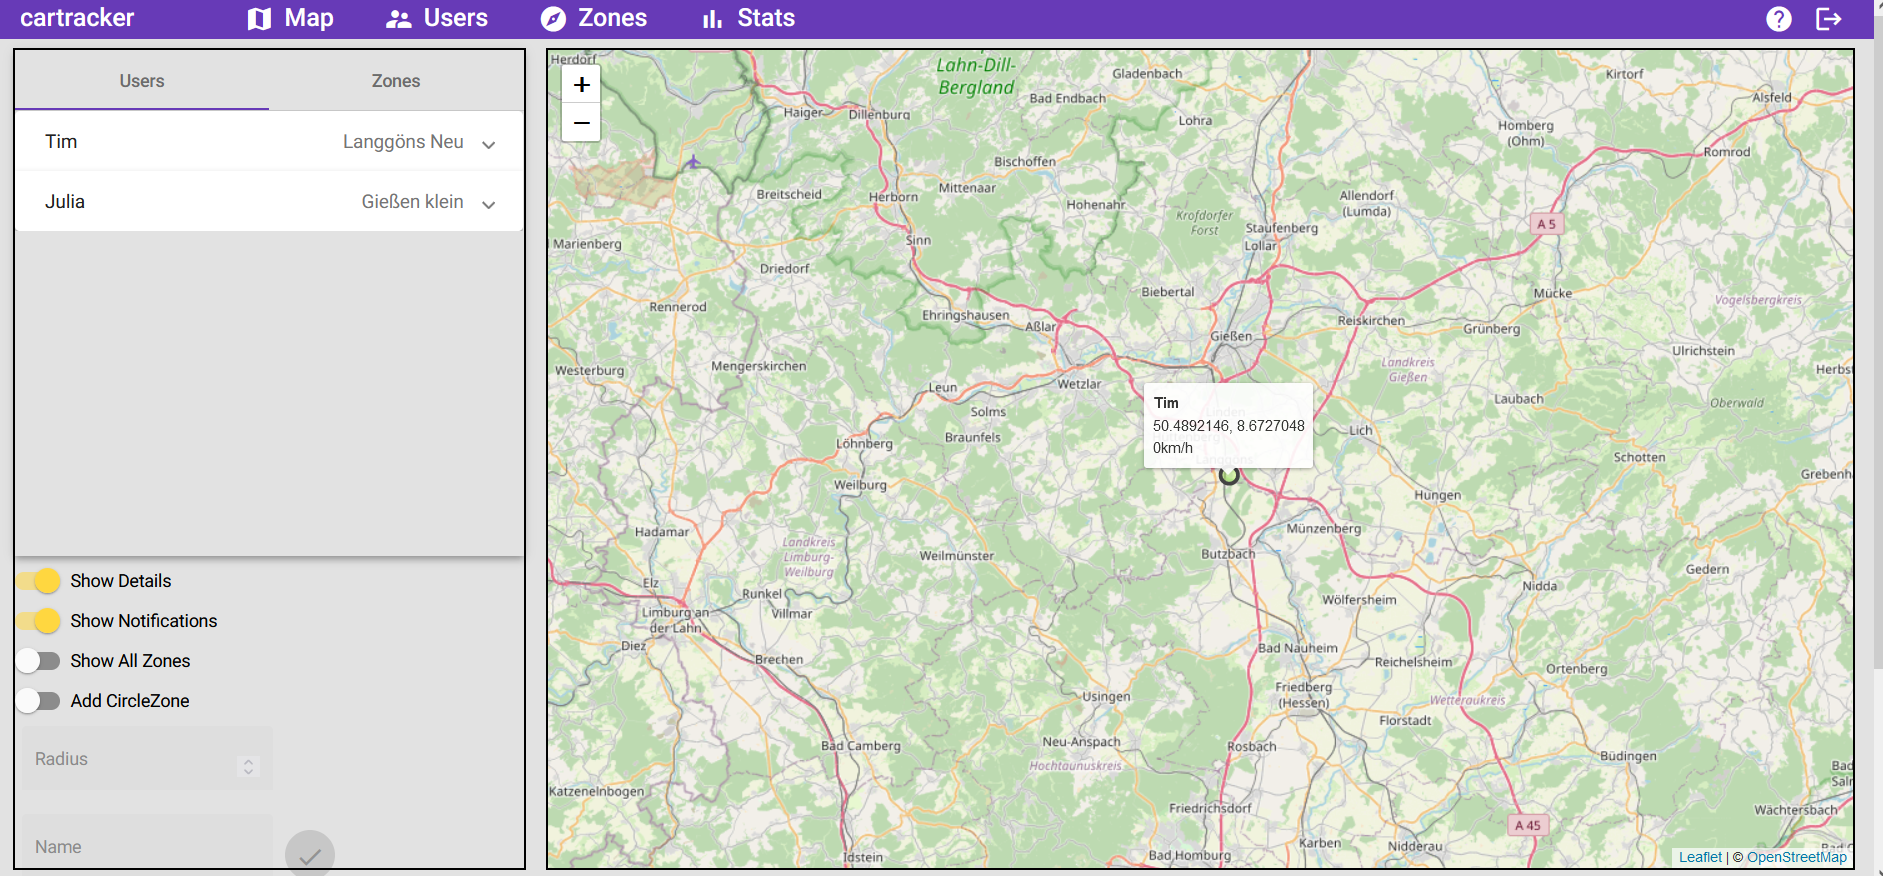 cartracker
Map
Users
Zones
Stats
Users
Zones
Tim
Langgöns Neu
Julia
Gießen klein
Show Details
Show Notifications
Show All Zones
Add CircleZone
Radius
Name
+
−
Herdorf
Lahn-Dill-
Bergland
Gladenbach
Kirtorf
Bad Endbach
Alsfeld
Haiger
Dillenburg
Lohra
Homberg
(Ohm)
Bischoffen
Romrod
Breitscheid
Herborn
Mittenaar
Hohenahr
Allendorf
(Lumda)
Krofdorfer
Forst
Staufenberg
A 5
Marienberg
Sinn
Lollar
Driedorf
Biebertal
Mücke
Vogelsbergkreis
Rennerod
Ehringshausen
Aßlar
Reiskirchen
Grünberg
Gießen
Ulrichstein
Mengerskirchen
Landkreis
Gießen
Westerburg
Herbst
Leun
Wetzlar
Laubach
Oberwald
Solms
Tim
50.4892146, 8.6727048
0km/h
Linden
Langgöns
Lich
Löhnberg
Braunfels
Schotten
Weilburg
Hungen
Grebenh
Hadamar
Münzenberg
Landkreis
Limburg-
Weilburg
Weilmünster
Butzbach
Gedern
Elz
Runkel
Nidda
Limburg an
der Lahn
Villmar
Wölfersheim
Diez
Brechen
Bad Nauheim
Reichelsheim
Ortenberg
Usingen
Friedberg
(Hessen)
Wetteraukreis
Florstadt
Bad Camberg
Neu-Anspach
Rosbach
Büdingen
Hochtaunuskreis
Bad
Katzenelnbogen
Friedrichsdorf
Wächtersbach
A 45
Idstein
Bad Homburg
Karben
Nidderau
Leaflet | © OpenStreetMap